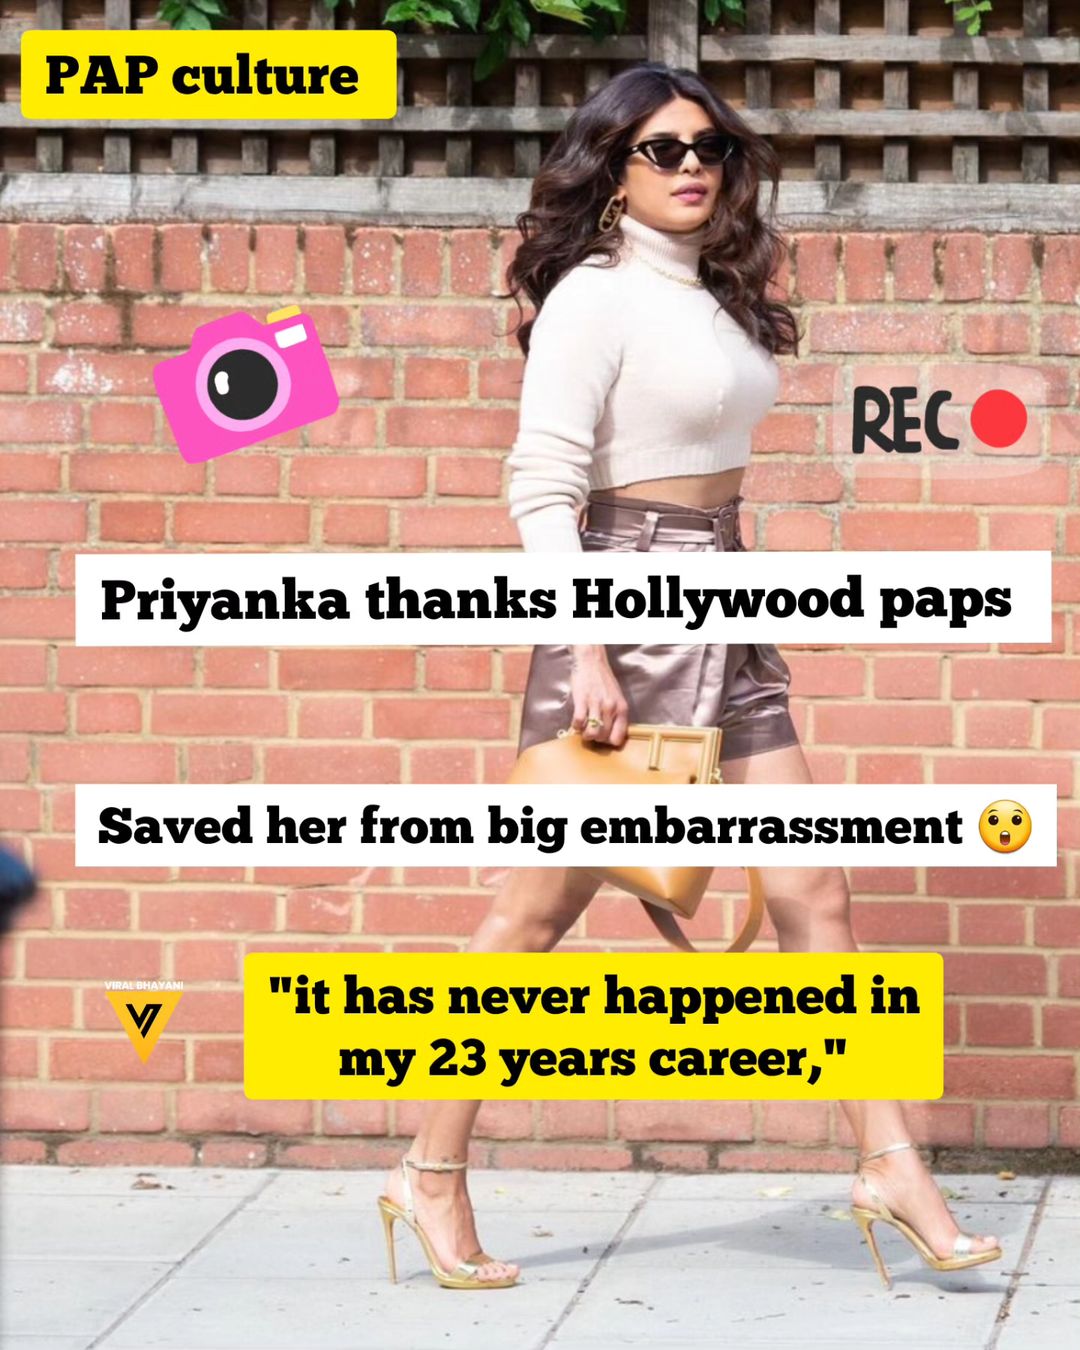 PAP culture
REC
Priyanka thanks Hollywood paps
Saved her from big embarrassment 😲
VIRAL BHAYANI
V
"it has never happened in
my 23 years career,"